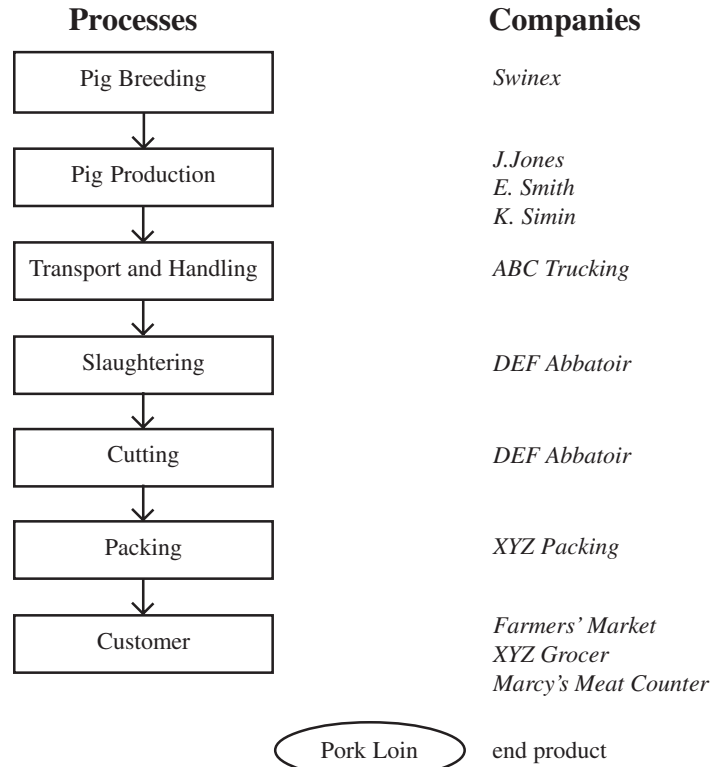 Processes Companies
Pig Breeding Swinex
Pig Production J.Jones
E. Smith
K. Simin
Transport and Handling ABC Trucking
Slaughtering DEF Abbatoir
Cutting DEF Abbatoir
Packing XYZ Packing
Customer Farmers’ Market
XYZ Grocer
Marcy’s Meat Counter
Pork Loin end product